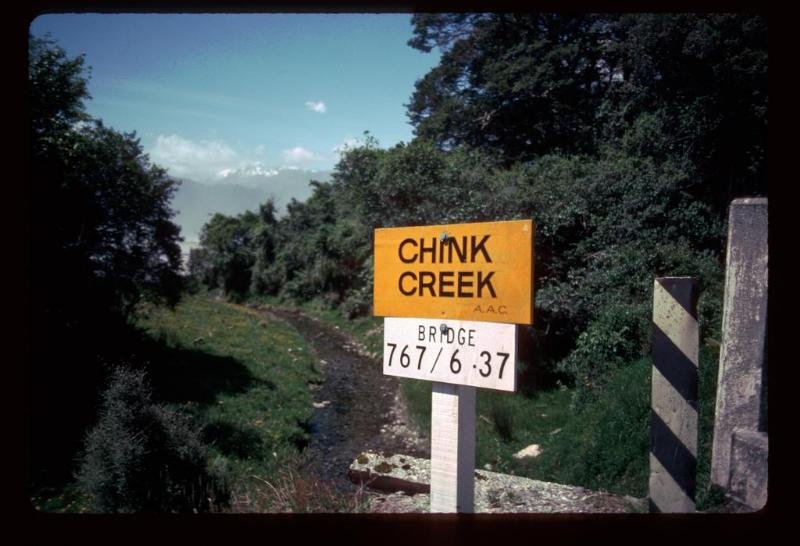 CHINK
CREEK
A.A.C.
BRIDGE
767/6.37